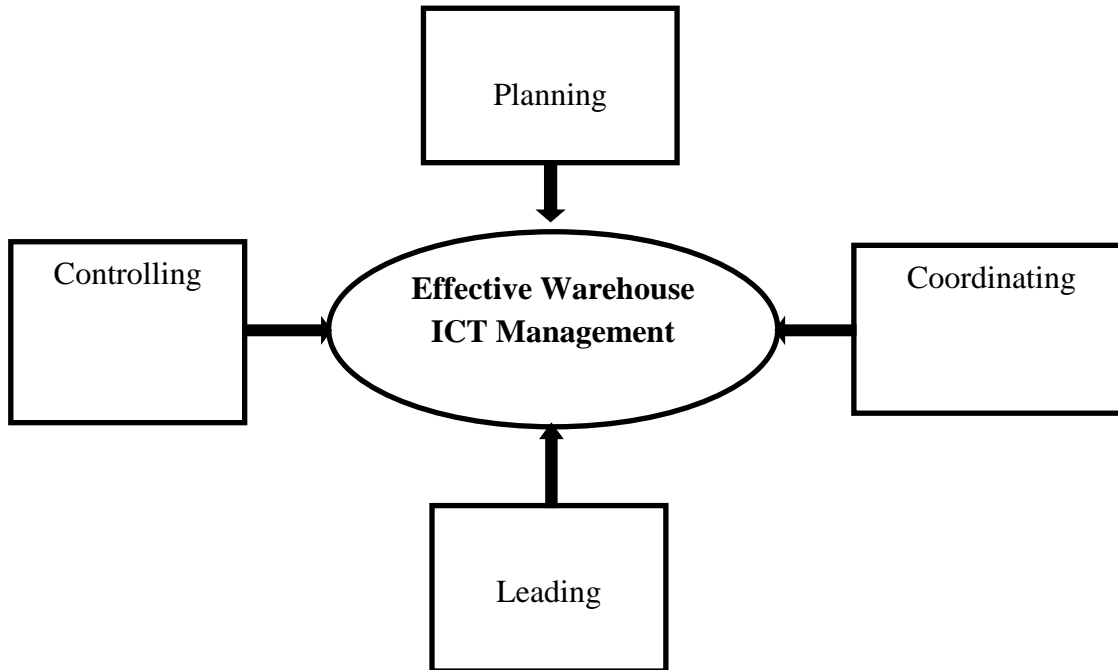 Planning
Controlling
Effective Warehouse
ICT Management
Coordinating
Leading